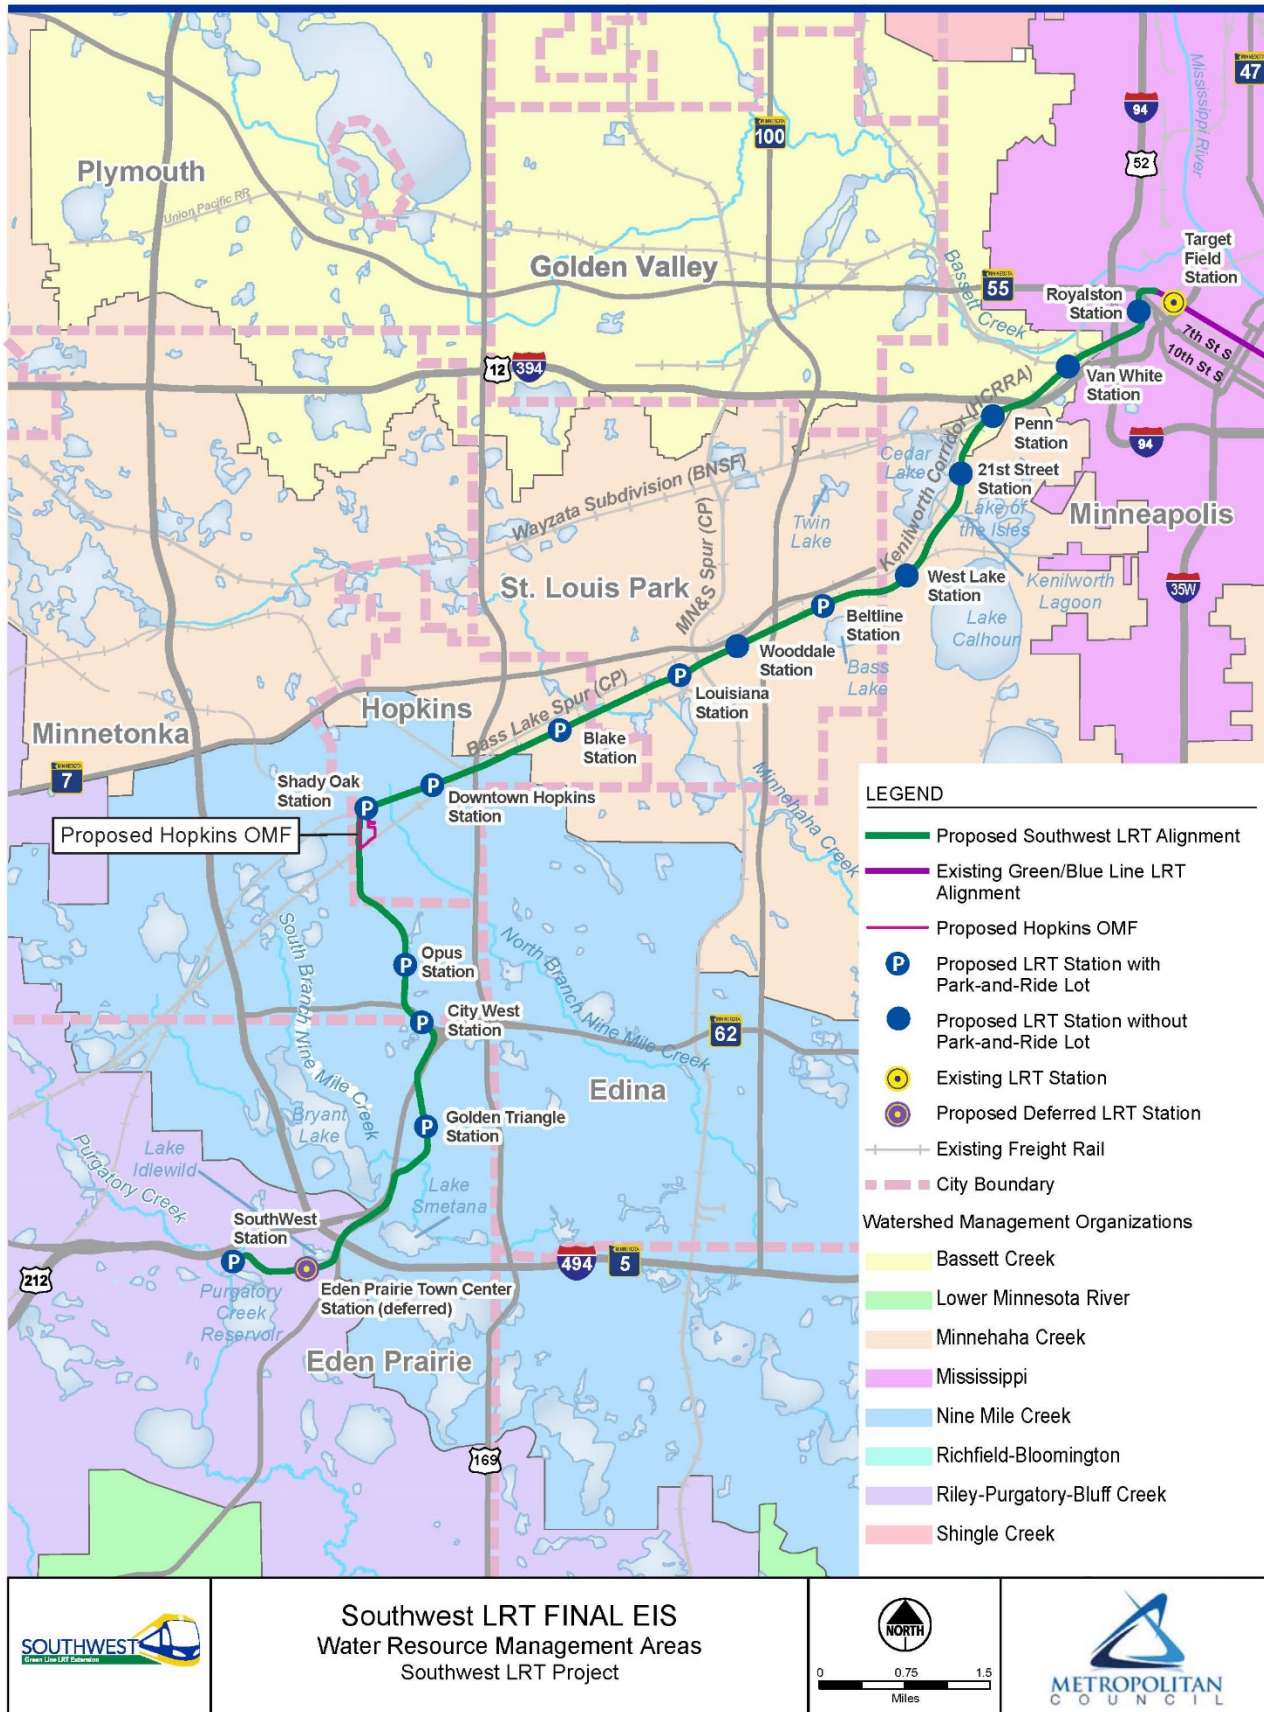 MINNESOTA
47
94
52
MINNESOTA
100
Mississippi River
Plymouth
Union Pacific RR
Golden Valley
Bassett Creek
MINNESOTA
55
Target
Field
Station
Royalston
Station
7th St S
10th St S
12
394
Van White
Station
Kenilworth Corridor (HCRRA)
Penn
Station
94
Cedar
Lake
21st Street
Station
Lake of
the Isles
Minneapolis
Wayzata Subdivision (BNSF)
MN&S Spur (CP)
Twin
Lake
St. Louis Park
West Lake
Station
Kenilworth
Lagoon
35W
Beltline
Station
Lake
Calhoun
Wooddale
Station
Bass
Lake
Louisiana
Station
Hopkins
Bass Lake Spur (CP)
Blake
Station
Minnetonka
MINNESOTA
7
Shady Oak
Station
Downtown Hopkins
Station
Minnehaha Creek
Proposed Hopkins OMF
South Branch Nine Mile Creek
North Branch Nine Mile Creek
Opus
Station
City West
Station
MINNESOTA
62
Edina
Bryant
Lake
Golden Triangle
Station
Lake
Idlewild
Purgatory Creek
Lake
Smetana
SouthWest
Station
212
494
MINNESOTA
5
Purgatory
Creek
Reservoir
Eden Prairie Town Center
Station (deferred)
Eden Prairie
169
LEGEND
Proposed Southwest LRT Alignment
Existing Green/Blue Line LRT
Alignment
Proposed Hopkins OMF
P Proposed LRT Station with
Park-and-Ride Lot
Proposed LRT Station without
Park-and-Ride Lot
Existing LRT Station
Proposed Deferred LRT Station
Existing Freight Rail
City Boundary
Watershed Management Organizations
Bassett Creek
Lower Minnesota River
Minnehaha Creek
Mississippi
Nine Mile Creek
Richfield-Bloomington
Riley-Purgatory-Bluff Creek
Shingle Creek
SOUTHWEST
Green Line LRT Extension
Southwest LRT FINAL EIS
Water Resource Management Areas
Southwest LRT Project
NORTH
0 0.75 1.5
Miles
METROPOLITAN
COUNCIL